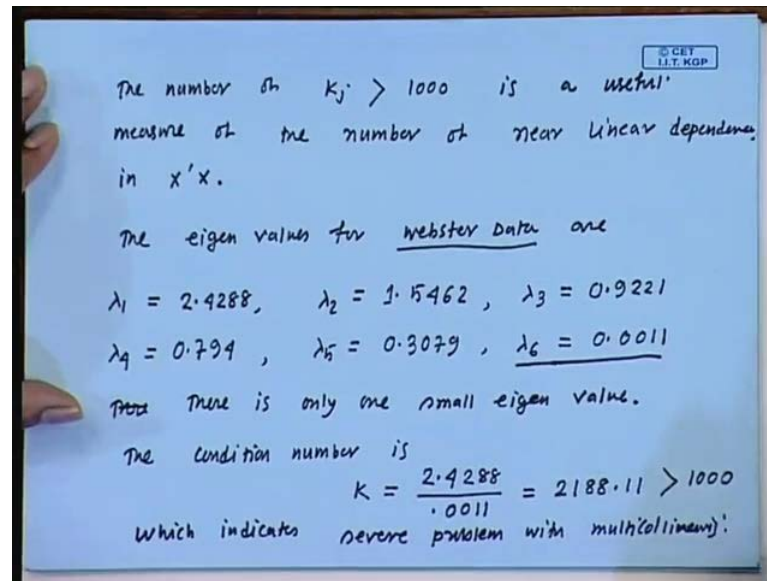 © CET
I.I.T. KGP
The number of Kj > 1000 is a useful
measure of the number of near linear dependence
in X'X.
The eigen values for Webster Data are
λ1 = 2.4288, λ2 = 1.5462, λ3 = 0.9221
λ4 = 0.794, λ5 = 0.3079, λ6 = 0.0011
There is only one small eigen value.
The condition number is
K = 2.4288 / .0011 = 2188.11 > 1000
Which indicates severe problem with